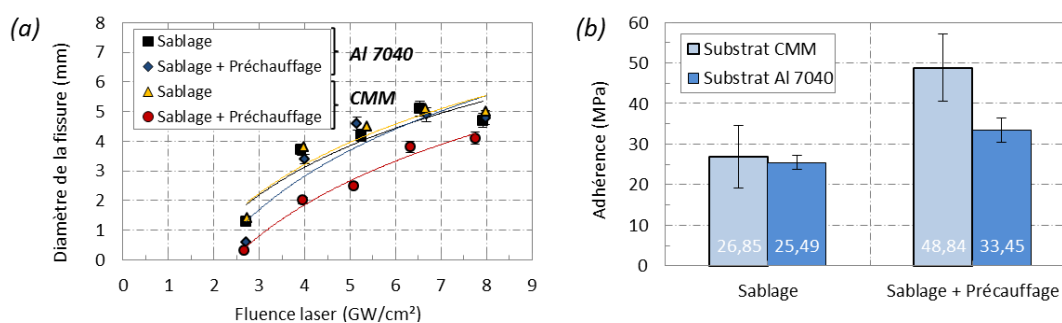 (a)
Diamètre de la fissure (mm)
8
7
6
5
4
3
2
1
0
Sablage
Sablage + Préchauffage
Al 7040
Sablage
Sablage + Préchauffage
CMM
0 1 2 3 4 5 6 7 8 9
Fluence laser (GW/cm²)
(b)
Adhérence (MPa)
60
50
40
30
20
10
0
Substrat CMM
Substrat Al 7040
26,85 25,49 48,84 33,45
Sablage Sablage + Précauffage